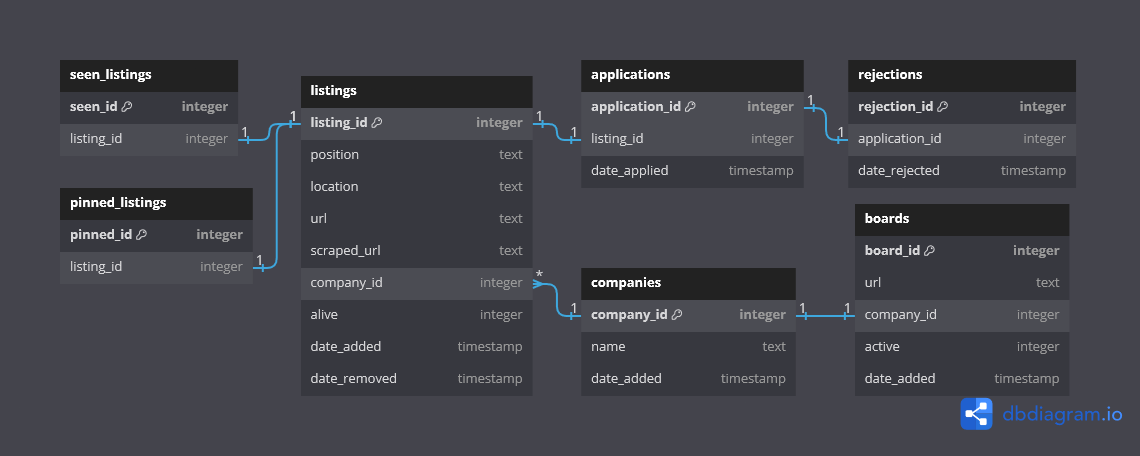 seen_listings
seen_id integer
listing_id integer
1
pinned_listings
pinned_id integer
listing_id integer
1
1
listings
listing_id integer
position text
location text
url text
scraped_url text
company_id integer
alive integer
date_added timestamp
date_removed timestamp
1
*
1
applications
application_id integer
listing_id integer
date_applied timestamp
1
1
rejections
rejection_id integer
application_id integer
date_rejected timestamp
1
companies
company_id integer
name text
date_added timestamp
1
1
boards
board_id integer
url text
company_id integer
active integer
date_added timestamp
dbdiagram.io